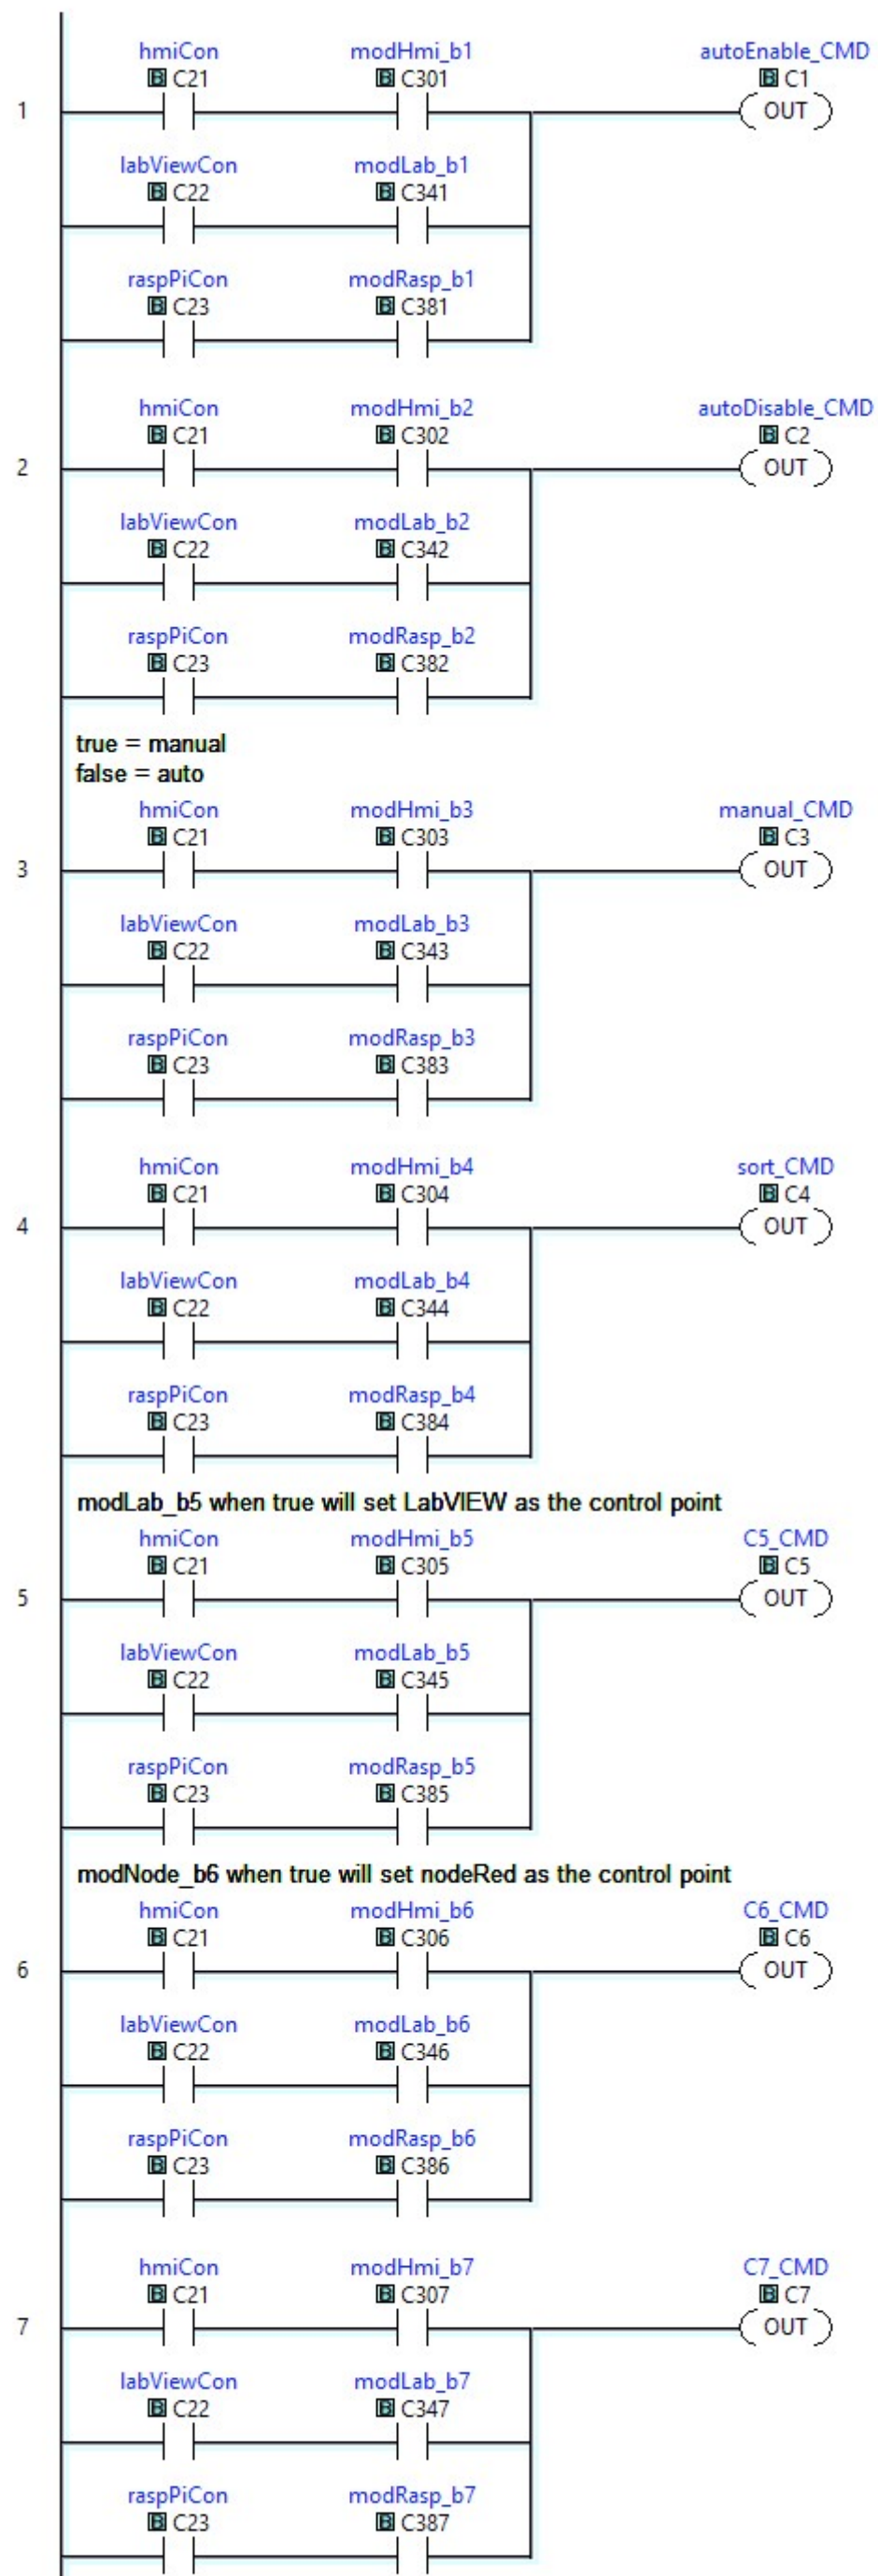 hmiCon modHmi_b1 autoEnable_CMD
B C21 B C301 B C1
1 OUT
labViewCon modLab_b1
B C22 B C341
raspPiCon modRasp_b1
B C23 B C381
hmiCon modHmi_b2 autoDisable_CMD
B C21 B C302 B C2
2 OUT
labViewCon modLab_b2
B C22 B C342
raspPiCon modRasp_b2
B C23 B C382
true = manual
false = auto
hmiCon modHmi_b3 manual_CMD
B C21 B C303 B C3
3 OUT
labViewCon modLab_b3
B C22 B C343
raspPiCon modRasp_b3
B C23 B C383
hmiCon modHmi_b4 sort_CMD
B C21 B C304 B C4
4 OUT
labViewCon modLab_b4
B C22 B C344
raspPiCon modRasp_b4
B C23 B C384
modLab_b5 when true will set LabVIEW as the control point
hmiCon modHmi_b5 C5_CMD
B C21 B C305 B C5
5 OUT
labViewCon modLab_b5
B C22 B C345
raspPiCon modRasp_b5
B C23 B C385
modNode_b6 when true will set nodeRed as the control point
hmiCon modHmi_b6 C6_CMD
B C21 B C306 B C6
6 OUT
labViewCon modLab_b6
B C22 B C346
raspPiCon modRasp_b6
B C23 B C386
hmiCon modHmi_b7 C7_CMD
B C21 B C307 B C7
7 OUT
labViewCon modLab_b7
B C22 B C347
raspPiCon modRasp_b7
B C23 B C387